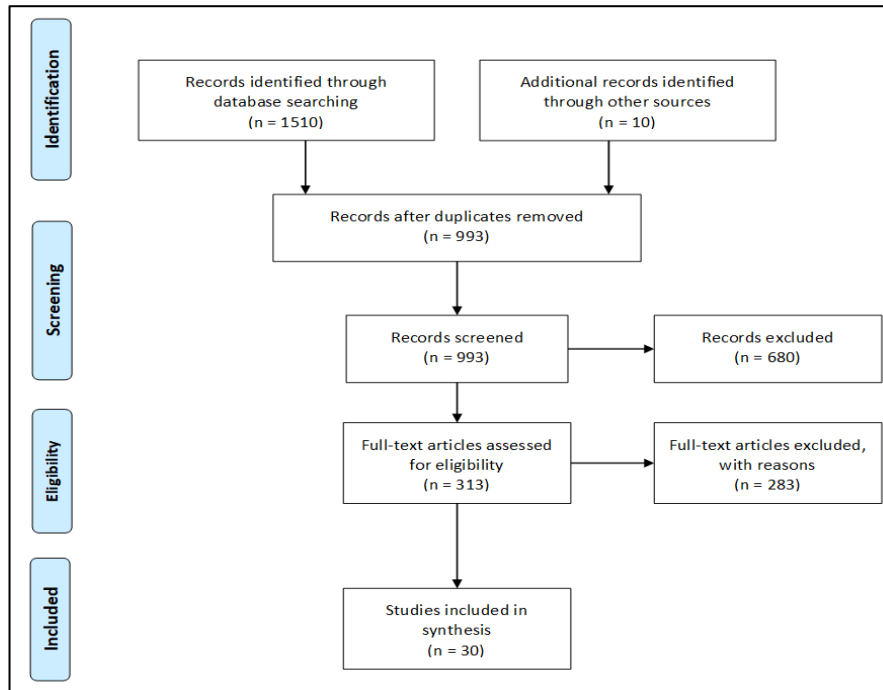 Identification
Records identified through
database searching
(n = 1510)
Additional records identified
through other sources
(n = 10)
Records after duplicates removed
(n = 993)
Screening
Records screened
(n = 993)
Records excluded
(n = 680)
Eligibility
Full-text articles assessed
for eligibility
(n = 313)
Full-text articles excluded,
with reasons
(n = 283)
Included
Studies included in
synthesis
(n = 30)